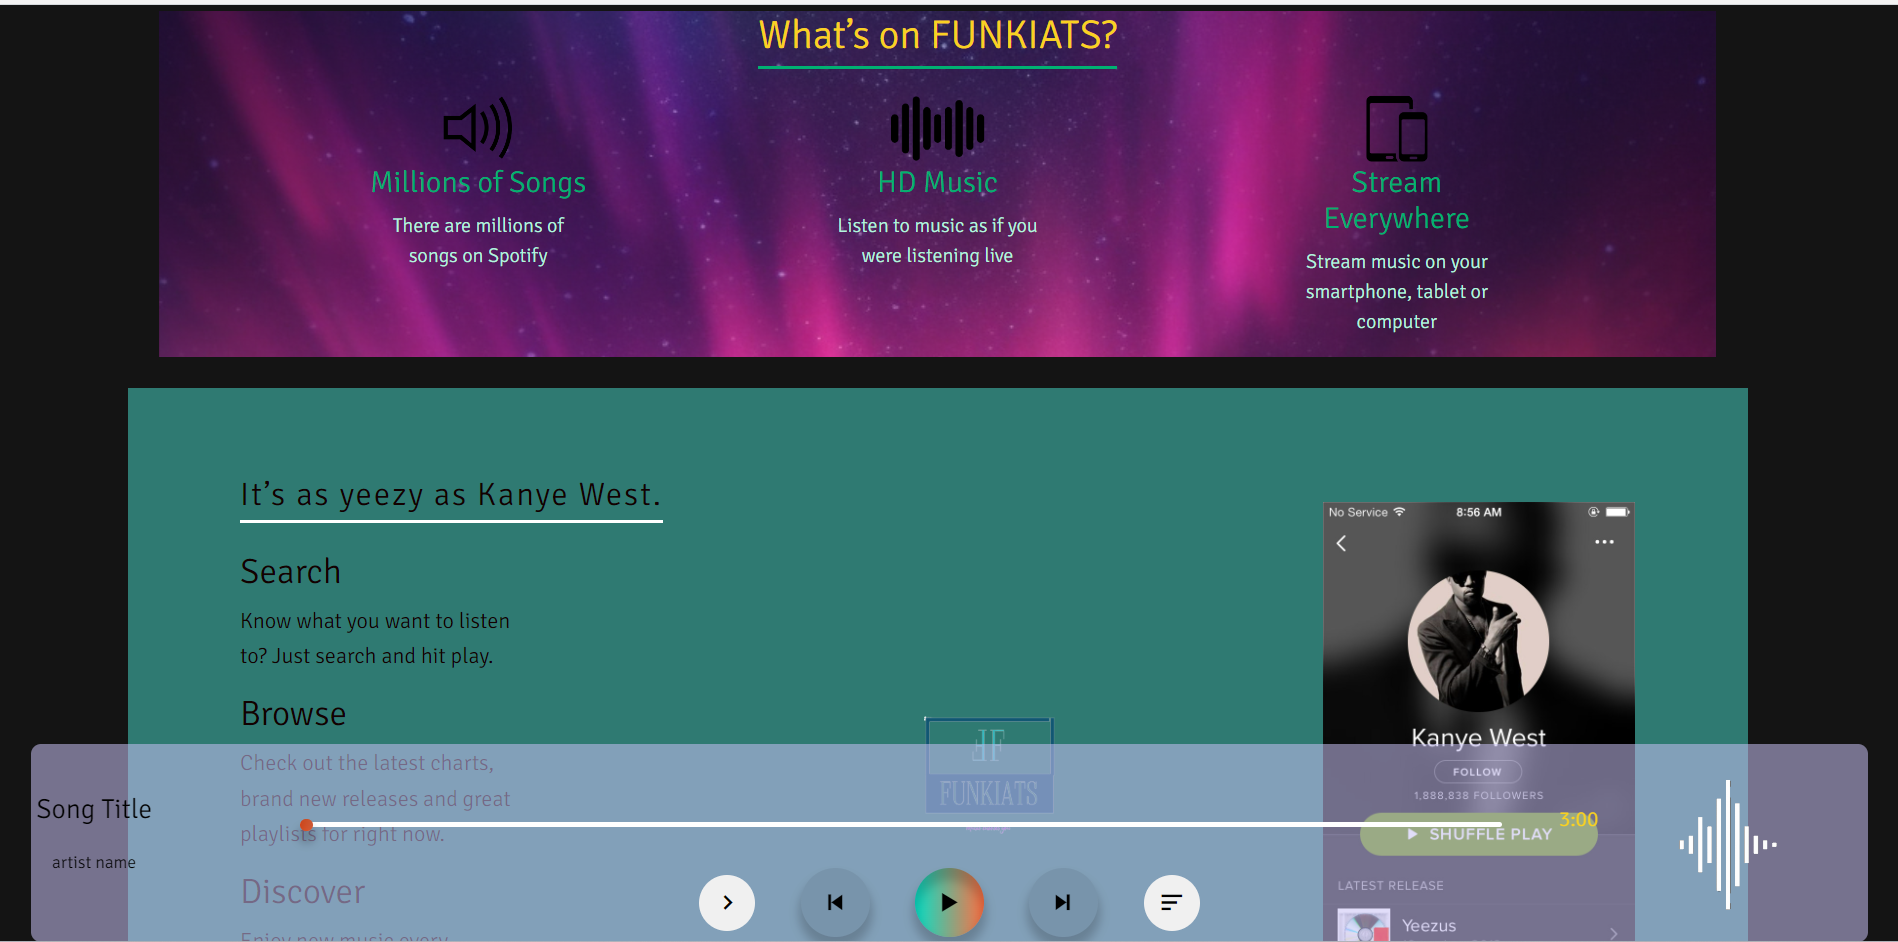 What's on FUNKIATS?
Millions of Songs
There are millions of
songs on Spotify
HD Music
Listen to music as if you
were listening live
Stream
Everywhere
Stream music on your
smartphone, tablet or
computer
It's as yeezy as Kanye West.
Search
Know what you want to listen
to? Just search and hit play.
Browse
Check out the latest charts,
brand new releases and great
playlists for right now.
Discover
Enjoy new music every
FF
FUNKIATS
No Service
8:56 AM
Kanye West
FOLLOW
1,888,838 FOLLOWERS
SHUFFLE PLAY
LATEST RELEASE
Yeezus
Song Title
artist name
3:00